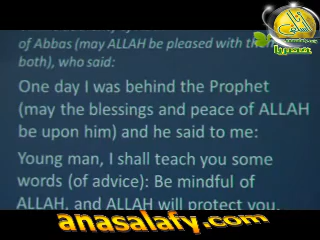 of Abbas (may ALLAH be pleased with them
both), who said:
One day I was behind the Prophet
(may the blessings and peace of ALLAH
be upon him) and he said to me:
Young man, I shall teach you some
words (of advice): Be mindful of
ALLAH, and ALLAH will protect you.
anasalafy.com